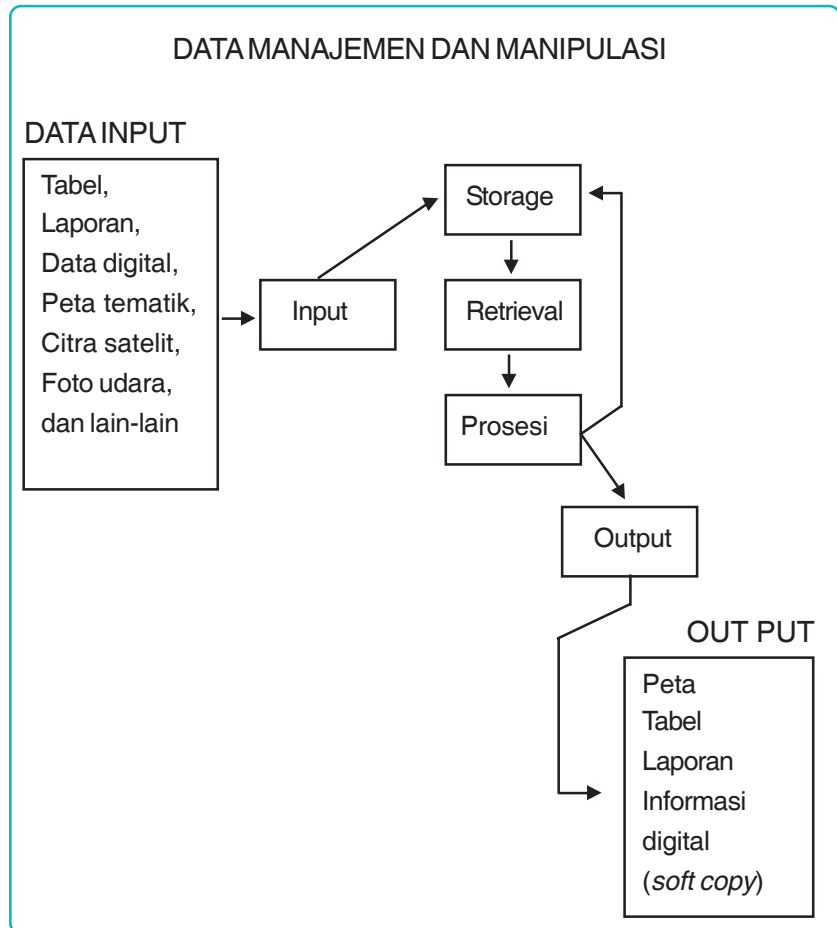 DATA MANAJEMEN DAN MANIPULASI
DATA INPUT
Tabel,
Laporan,
Data digital,
Peta tematik,
Citra satelit,
Foto udara,
dan lain-lain
Input
Storage
Retrieval
Prosesi
Output
OUT PUT
Peta
Tabel
Laporan
Informasi
digital
(soft copy)